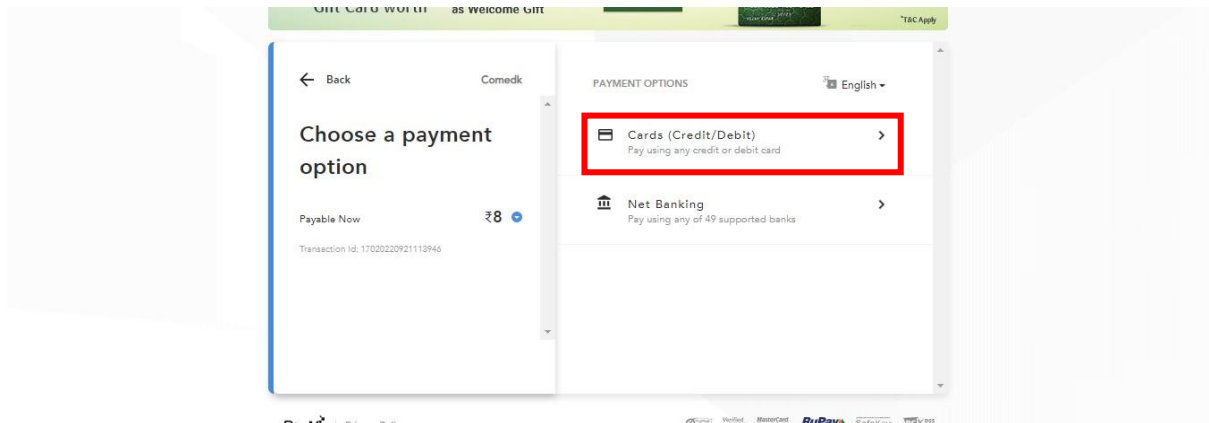 Gift Card worth as Welcome Gift
*T&C Apply
Back
Comedk
Choose a payment
option
Payable Now
₹8
Transaction Id: 17020220921113946
PAYMENT OPTIONS
English
Cards (Credit/Debit)
Pay using any credit or debit card
Net Banking
Pay using any of 49 supported banks
Verified MasterCard RuPay